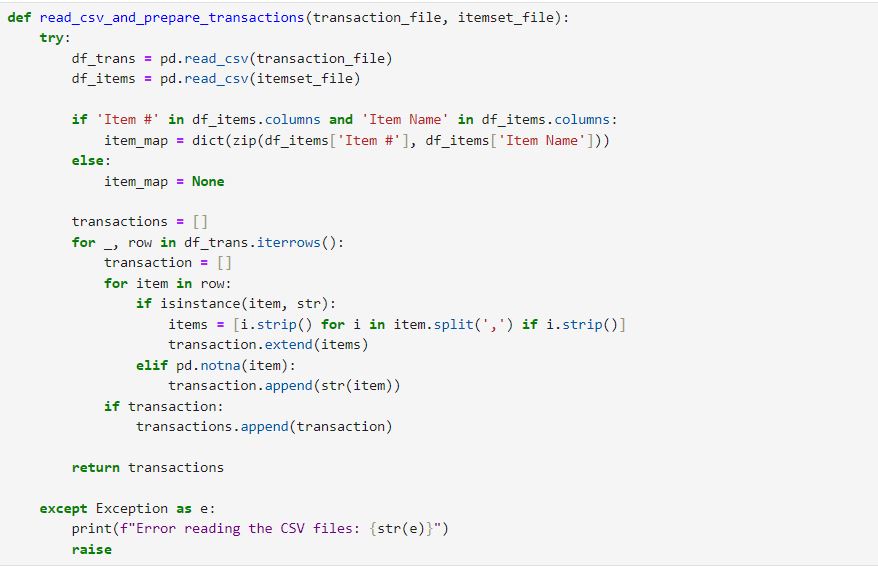 def read_csv_and_prepare_transactions(transaction_file, itemset_file):
    try:
        df_trans = pd.read_csv(transaction_file)
        df_items = pd.read_csv(itemset_file)

        if 'Item #' in df_items.columns and 'Item Name' in df_items.columns:
            item_map = dict(zip(df_items['Item #'], df_items['Item Name']))
        else:
            item_map = None

        transactions = []
        for _, row in df_trans.iterrows():
            transaction = []
            for item in row:
                if isinstance(item, str):
                    items = [i.strip() for i in item.split(',') if i.strip()]
                    transaction.extend(items)
                elif pd.notna(item):
                    transaction.append(str(item))
            if transaction:
                transactions.append(transaction)

        return transactions

    except Exception as e:
        print(f"Error reading the CSV files: {str(e)}")
        raise